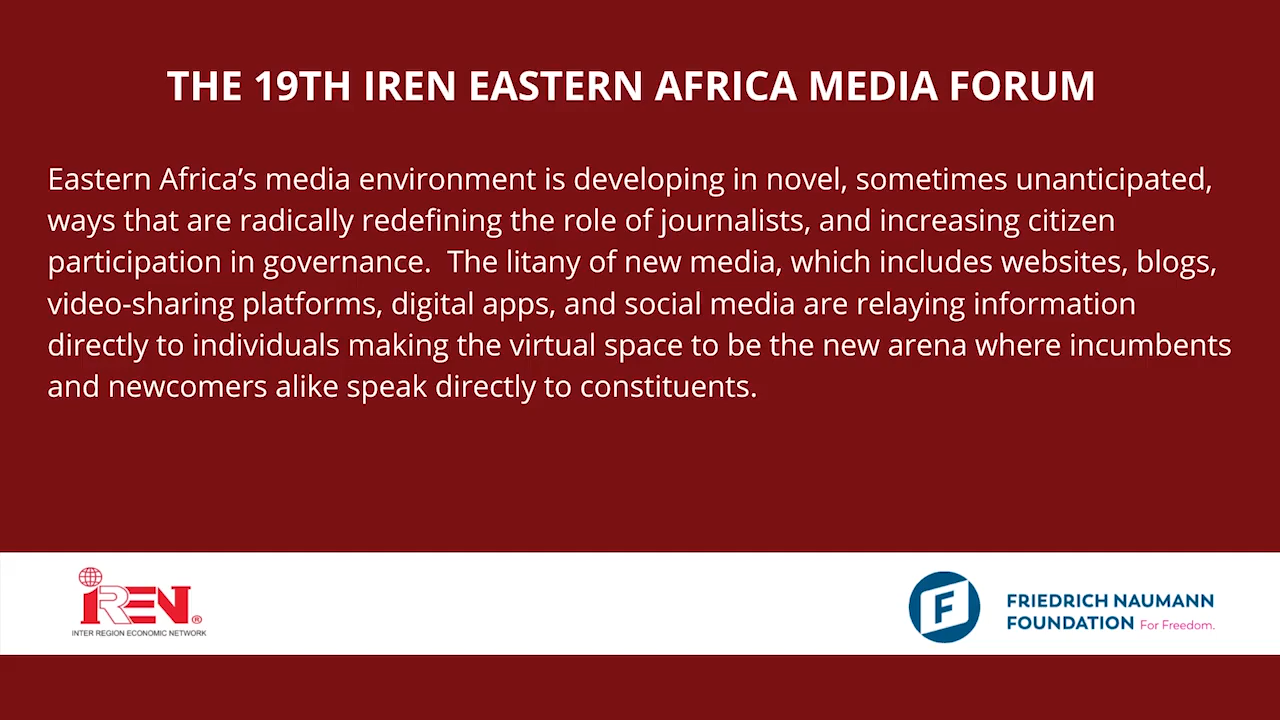 THE 19TH IREN EASTERN AFRICA MEDIA FORUM
Eastern Africa’s media environment is developing in novel, sometimes unanticipated,
ways that are radically redefining the role of journalists, and increasing citizen
participation in governance.  The litany of new media, which includes websites, blogs,
video-sharing platforms, digital apps, and social media are relaying information
directly to individuals making the virtual space to be the new arena where incumbents
and newcomers alike speak directly to constituents.
iREN®
INTER REGION ECONOMIC NETWORK
F
FRIEDRICH NAUMANN
FOUNDATION For Freedom.